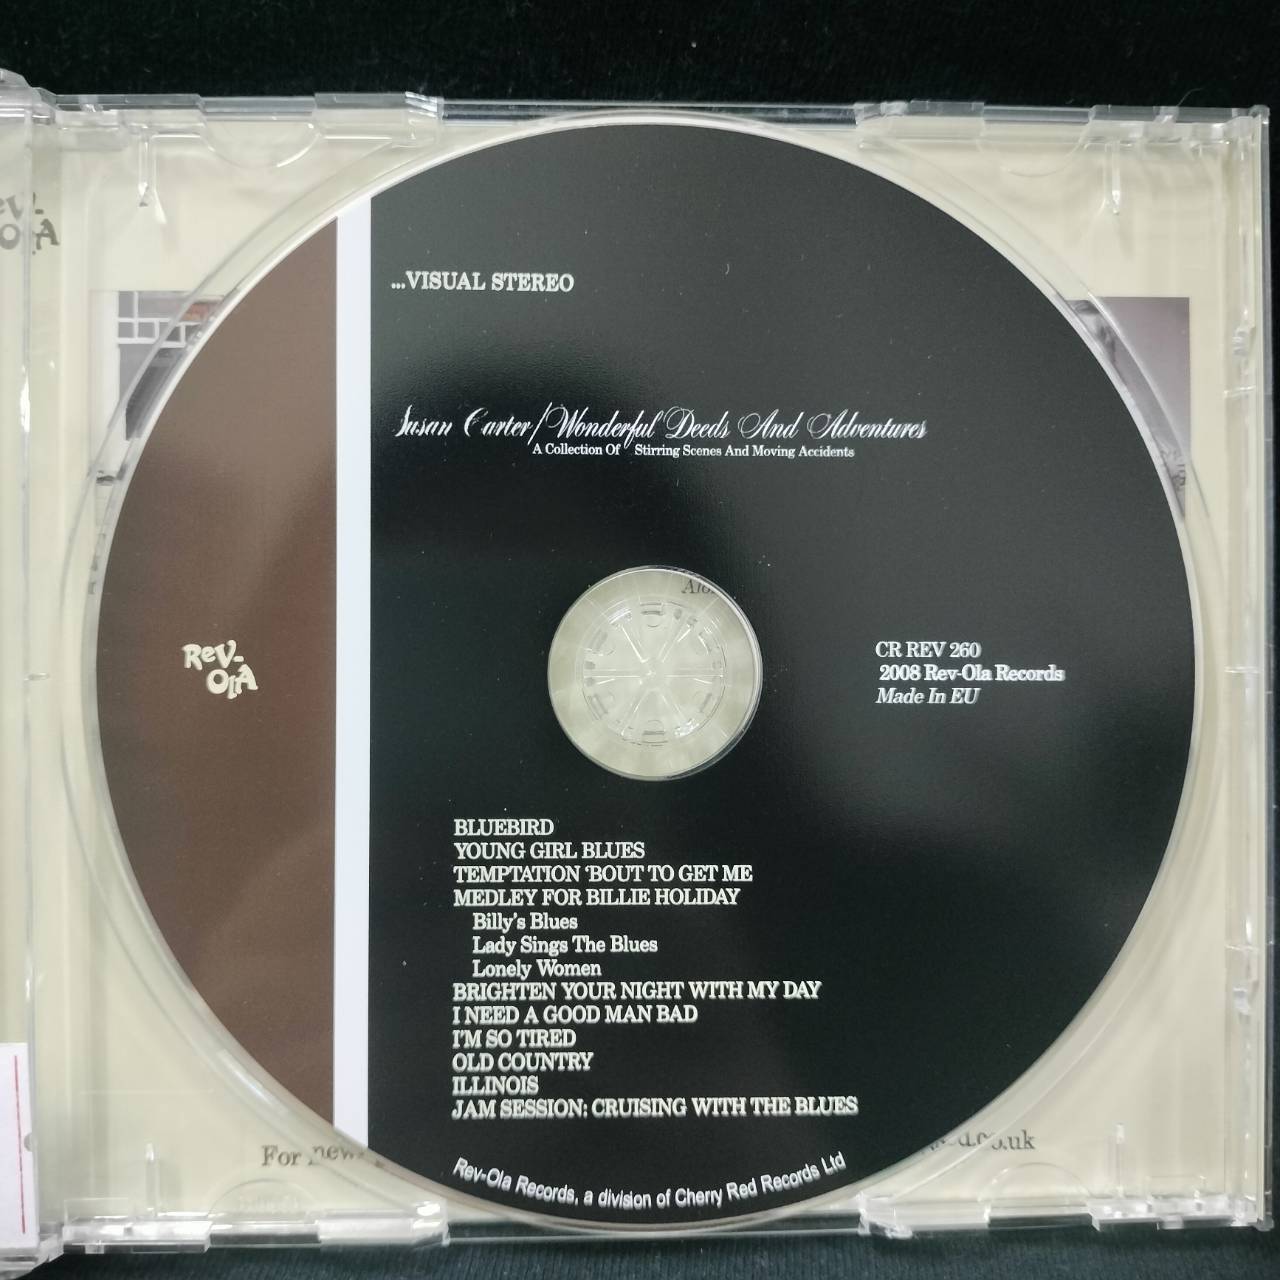 ...VISUAL STEREO
Susan Carter/Wonderful Deeds And Adventures
A Collection Of Stirring Scenes And Moving Accidents
ReV-
OlA
CR REV 260
2008 Rev-Ola Records
Made In EU
BLUEBIRD
YOUNG GIRL BLUES
TEMPTATION 'BOUT TO GET ME
MEDLEY FOR BILLIE HOLIDAY
Billy's Blues
Lady Sings The Blues
Lonely Women
BRIGHTEN YOUR NIGHT WITH MY DAY
I NEED A GOOD MAN BAD
I'M SO TIRED
OLD COUNTRY
ILLINOIS
JAM SESSION: CRUISING WITH THE BLUES
Rev-Ola Records, a division of Cherry Red Records Ltd
For